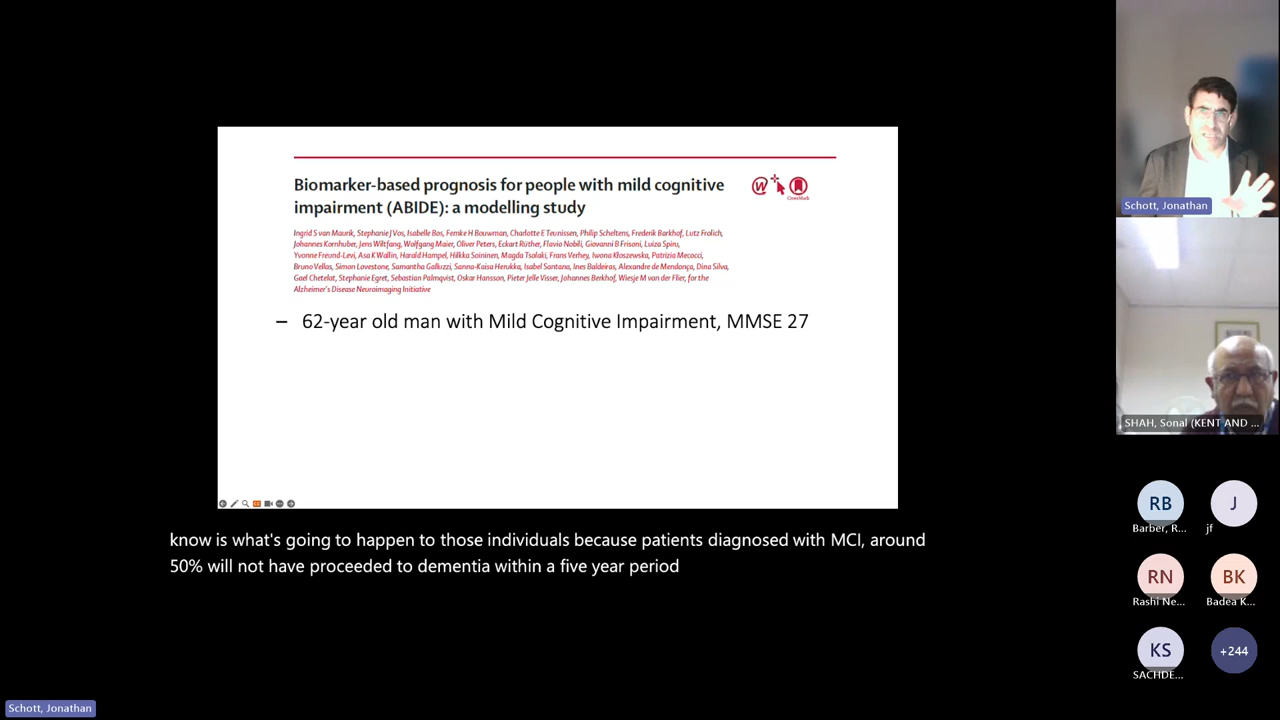 Biomarker-based prognosis for people with mild cognitive
impairment (ABIDE): a modelling study
CrossMark
Ingrid S van Maurik, Stephanie J Vos, Isabelle Bos, Femke H Bouwman, Charlotte E Teunissen, Philip Scheltens, Frederik Barkhof, Lutz Frolich,
Johannes Kornhuber, Jens Wiltfang, Wolfgang Maier, Oliver Peters, Eckart Rüther, Flavio Nobili, Giovanni B Frisoni, Luiza Spiru,
Yvonne Freund-Levi, Asa K Wallin, Harald Hampel, Hilkka Soininen, Magda Tsolaki, Frans Verhey, Iwona Kłoszewska, Patrizia Mecocci,
Bruno Vellas, Simon Lovestone, Samantha Galluzzi, Sanna-Kaisa Herukka, Isabel Santana, Ines Baldeiras, Alexandre de Mendonça, Dina Silva,
Gael Chetelat, Stephanie Egret, Sebastian Palmqvist, Oskar Hansson, Pieter Jelle Visser, Johannes Berkhof, Wiesje M van der Flier, for the
Alzheimer's Disease Neuroimaging Initiative
– 62-year old man with Mild Cognitive Impairment, MMSE 27
know is what's going to happen to those individuals because patients diagnosed with MCI, around
50% will not have proceeded to dementia within a five year period
Schott, Jonathan
Schott, Jonathan
SHAH, Sonal (KENT AND ...
RB
Barber, R...
J
jf
RN
Rashi Ne...
BK
Badea K...
KS
SACHDE...
+244